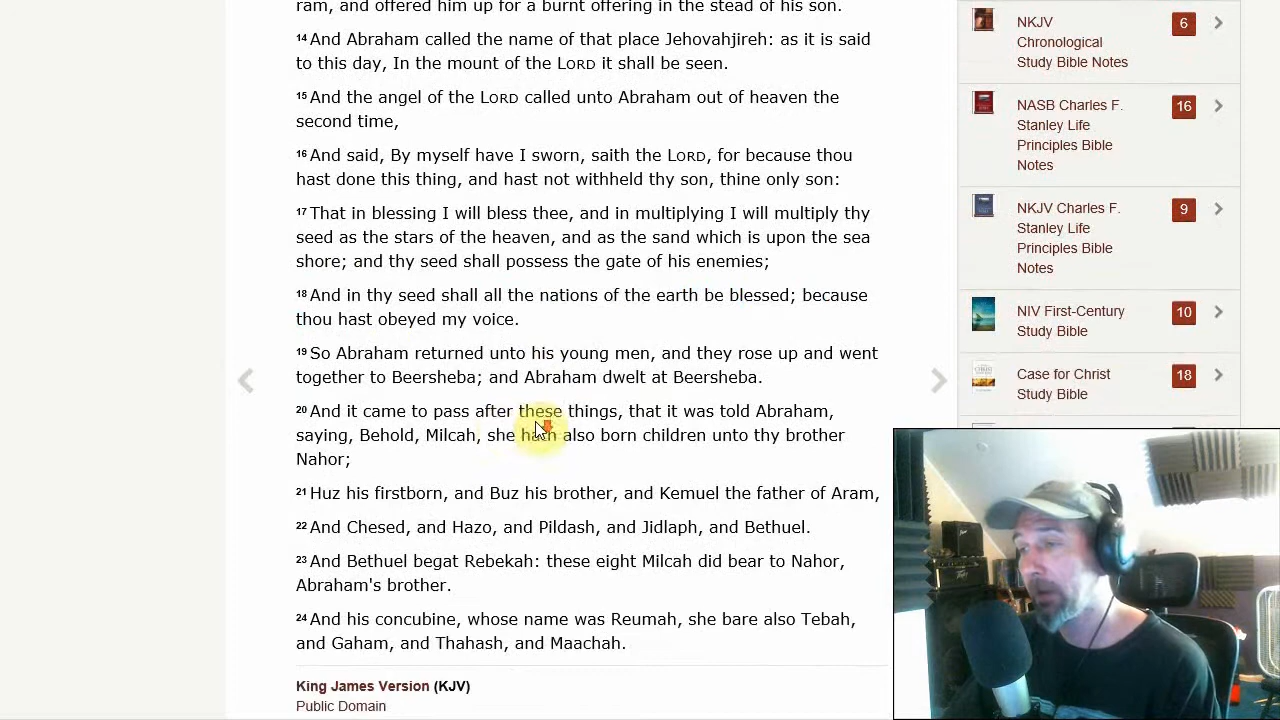 ram, and offered him up for a burnt offering in the stead of his son.
14 And Abraham called the name of that place Jehovahjireh: as it is said
to this day, In the mount of the LORD it shall be seen.
15 And the angel of the LORD called unto Abraham out of heaven the
second time,
16 And said, By myself have I sworn, saith the LORD, for because thou
hast done this thing, and hast not withheld thy son, thine only son:
17 That in blessing I will bless thee, and in multiplying I will multiply thy
seed as the stars of the heaven, and as the sand which is upon the sea
shore; and thy seed shall possess the gate of his enemies;
18 And in thy seed shall all the nations of the earth be blessed; because
thou hast obeyed my voice.
19 So Abraham returned unto his young men, and they rose up and went
together to Beersheba; and Abraham dwelt at Beersheba.
20 And it came to pass after these things, that it was told Abraham,
saying, Behold, Milcah, she hath also born children unto thy brother
Nahor;
21 Huz his firstborn, and Buz his brother, and Kemuel the father of Aram,
22 And Chesed, and Hazo, and Pildash, and Jidlaph, and Bethuel.
23 And Bethuel begat Rebekah: these eight Milcah did bear to Nahor,
Abraham's brother.
24 And his concubine, whose name was Reumah, she bare also Tebah,
and Gaham, and Thahash, and Maachah.
King James Version (KJV)
Public Domain
NKJV 6
Chronological
Study Bible Notes
NASB Charles F. 16
Stanley Life
Principles Bible
Notes
NKJV Charles F. 9
Stanley Life
Principles Bible
Notes
NIV First-Century 10
Study Bible
Case for Christ 18
Study Bible